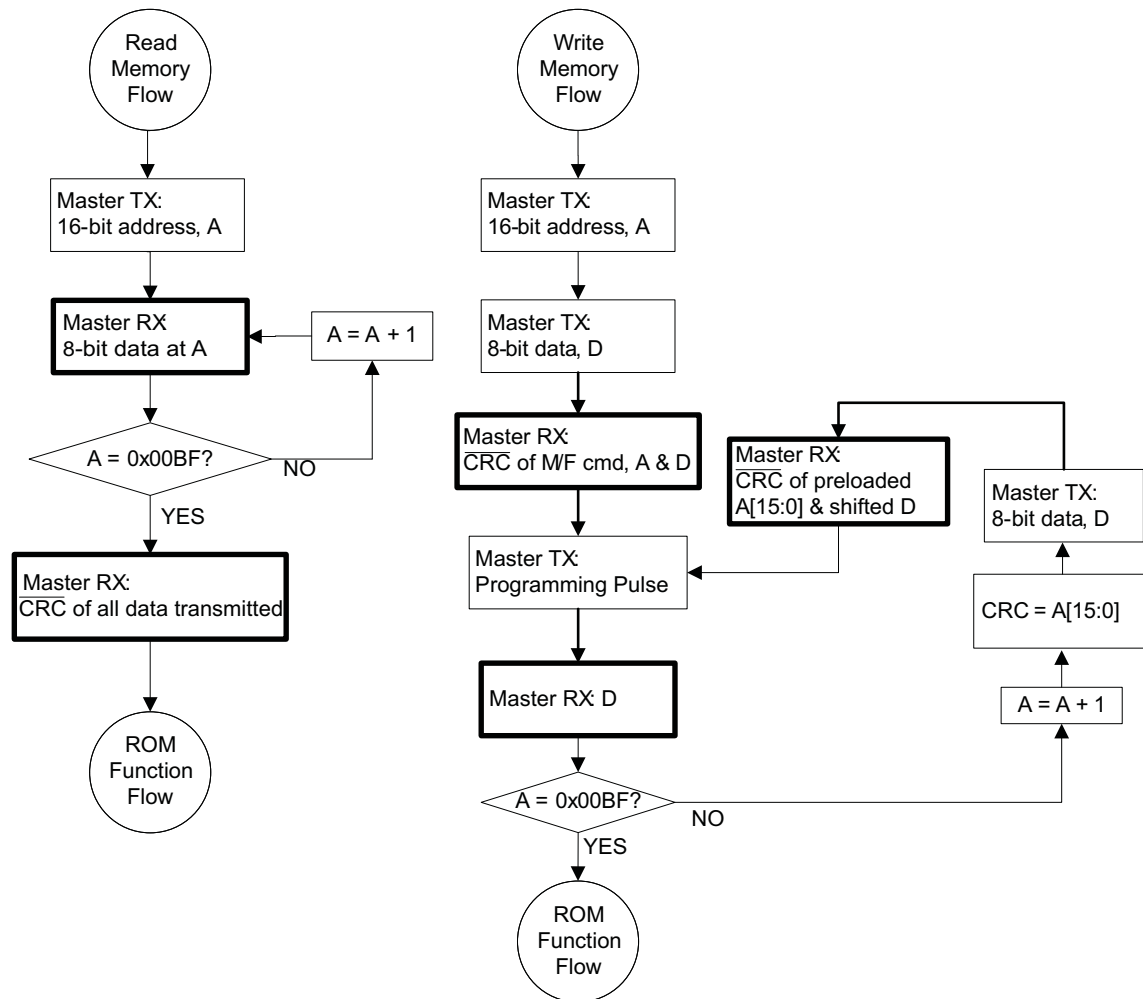 Read
Memory
Flow
Master TX:
16-bit address, A
Master RX:
8-bit data at A
A = A + 1
A = 0x00BF?
NO
YES
Master RX:
CRC of all data transmitted
ROM
Function
Flow
Write
Memory
Flow
Master TX:
16-bit address, A
Master TX:
8-bit data, D
Master RX:
CRC of M/F cmd, A & D
Master TX:
Programming Pulse
Master RX: D
A = 0x00BF?
NO
YES
ROM
Function
Flow
A = A + 1
CRC = A[15:0]
Master TX:
8-bit data, D
Master RX:
CRC of preloaded
A[15:0] & shifted D